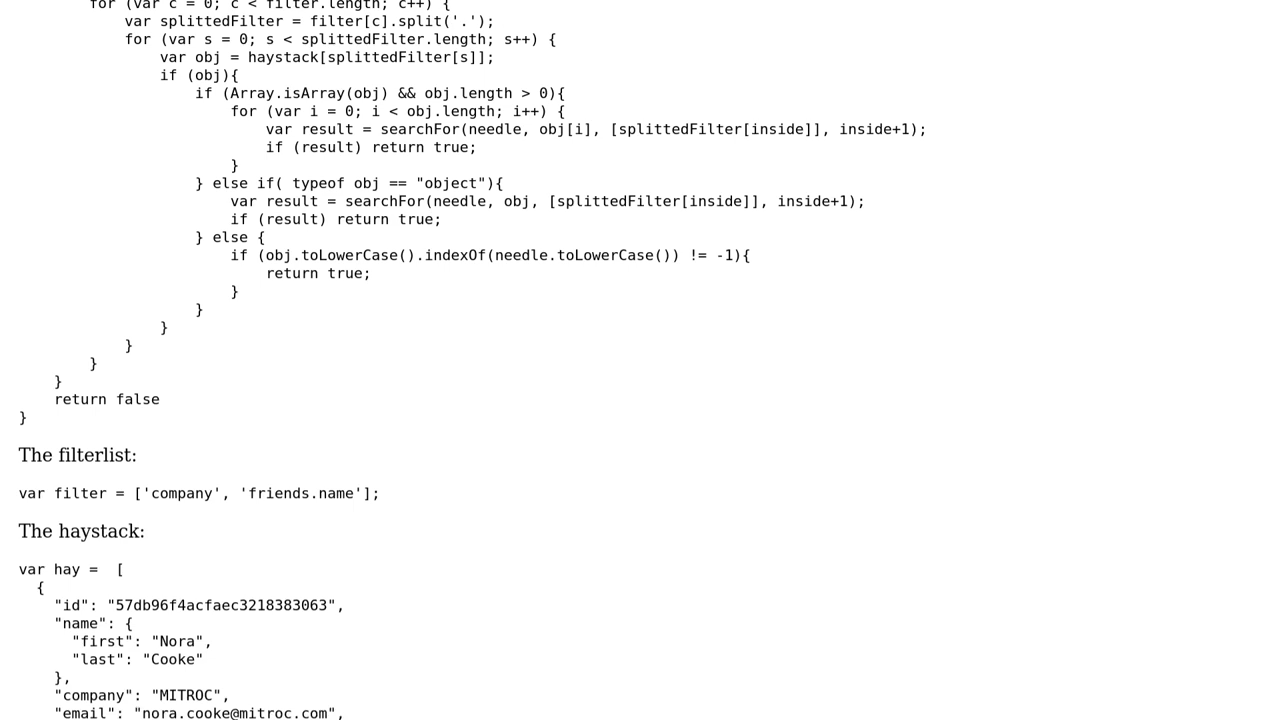 for (var c = 0; c < filter.length; c++) {
var splittedFilter = filter[c].split('.');
for (var s = 0; s < splittedFilter.length; s++) {
var obj = haystack[splittedFilter[s]];
if (obj){
if (Array.isArray(obj) && obj.length > 0){
for (var i = 0; i < obj.length; i++) {
var result = searchFor(needle, obj[i], [splittedFilter[inside]], inside+1);
if (result) return true;
}
} else if( typeof obj == "object"){
var result = searchFor(needle, obj, [splittedFilter[inside]], inside+1);
if (result) return true;
} else {
if (obj.toLowerCase().indexOf(needle.toLowerCase()) != -1){
return true;
}
}
}
}
}
}
return false
}
The filterlist:
var filter = ['company', 'friends.name'];
The haystack:
var hay =  [
{
"id": "57db96f4acfaec3218383063",
"name": {
"first": "Nora",
"last": "Cooke"
},
"company": "MITROC",
"email": "nora.cooke@mitroc.com",